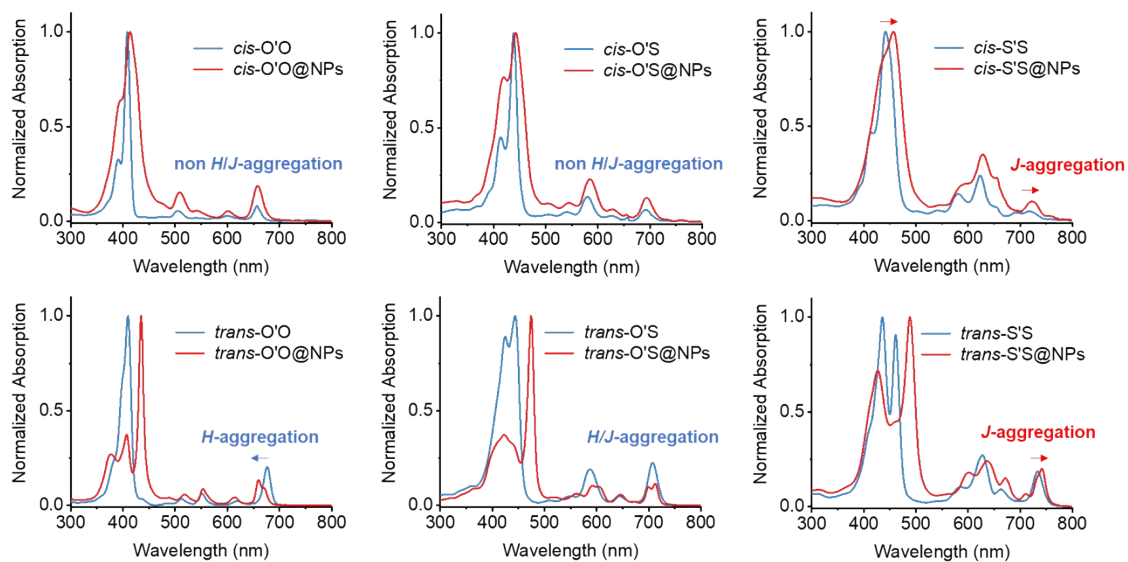 1.0
0.5
0.0
Normalized Absorption
cis-O'O
cis-O'O@NPs
non H/J-aggregation
300 400 500 600 700 800
Wavelength (nm)
1.0
0.5
0.0
Normalized Absorption
cis-O'S
cis-O'S@NPs
non H/J-aggregation
300 400 500 600 700 800
Wavelength (nm)
1.0
0.5
0.0
Normalized Absorption
cis-S'S
cis-S'S@NPs
J-aggregation
300 400 500 600 700 800
Wavelength (nm)
1.0
0.5
0.0
Normalized Absorption
trans-O'O
trans-O'O@NPs
H-aggregation
300 400 500 600 700 800
Wavelength (nm)
1.0
0.5
0.0
Normalized Absorption
trans-O'S
trans-O'S@NPs
H/J-aggregation
300 400 500 600 700 800
Wavelength (nm)
1.0
0.5
0.0
Normalized Absorption
trans-S'S
trans-S'S@NPs
J-aggregation
300 400 500 600 700 800
Wavelength (nm)